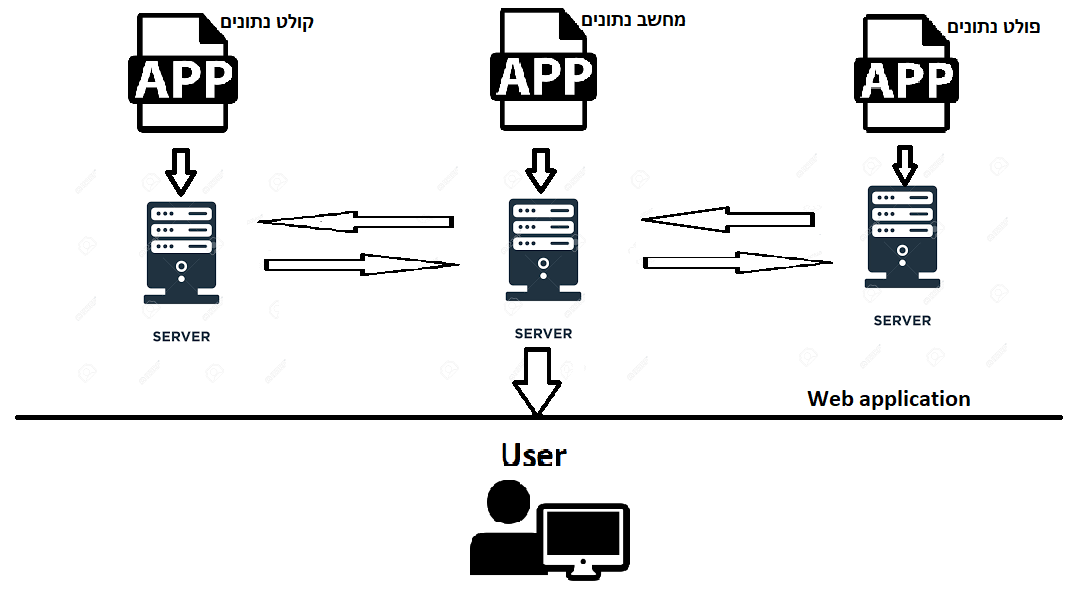 קולט נתונים
מחשב נתונים
פולט נתונים
APP
APP
APP
SERVER
SERVER
SERVER
Web application
User